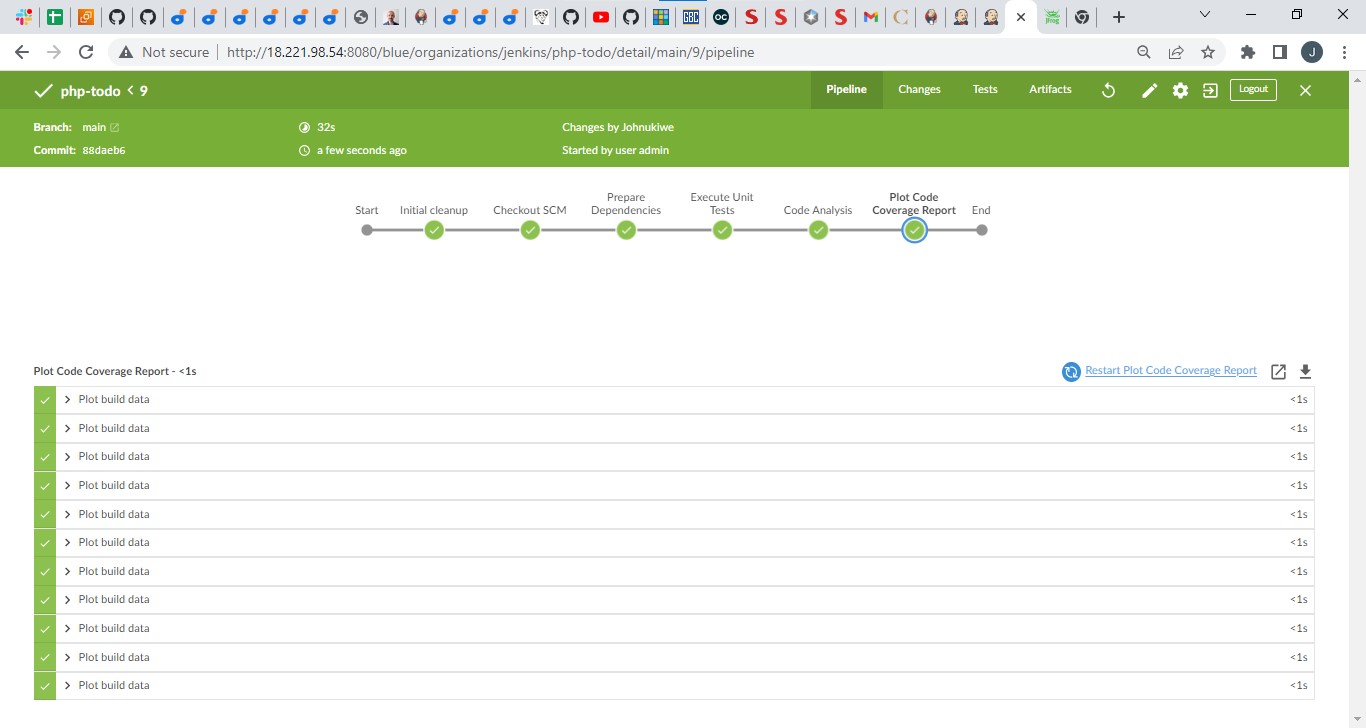 Not secure http://18.221.98.54:8080/blue/organizations/jenkins/php-todo/detail/main/9/pipeline
php-todo < 9 Pipeline Changes Tests Artifacts Logout
Branch: main 32s Changes by Johnukiwe
Commit: 88daeb6 a few seconds ago Started by user admin
Start Initial cleanup Checkout SCM Prepare Dependencies Execute Unit Tests Code Analysis Plot Code Coverage Report End
Plot Code Coverage Report - <1s Restart Plot Code Coverage Report
Plot build data <1s
Plot build data <1s
Plot build data <1s
Plot build data <1s
Plot build data <1s
Plot build data <1s
Plot build data <1s
Plot build data <1s
Plot build data <1s
Plot build data <1s
Plot build data <1s